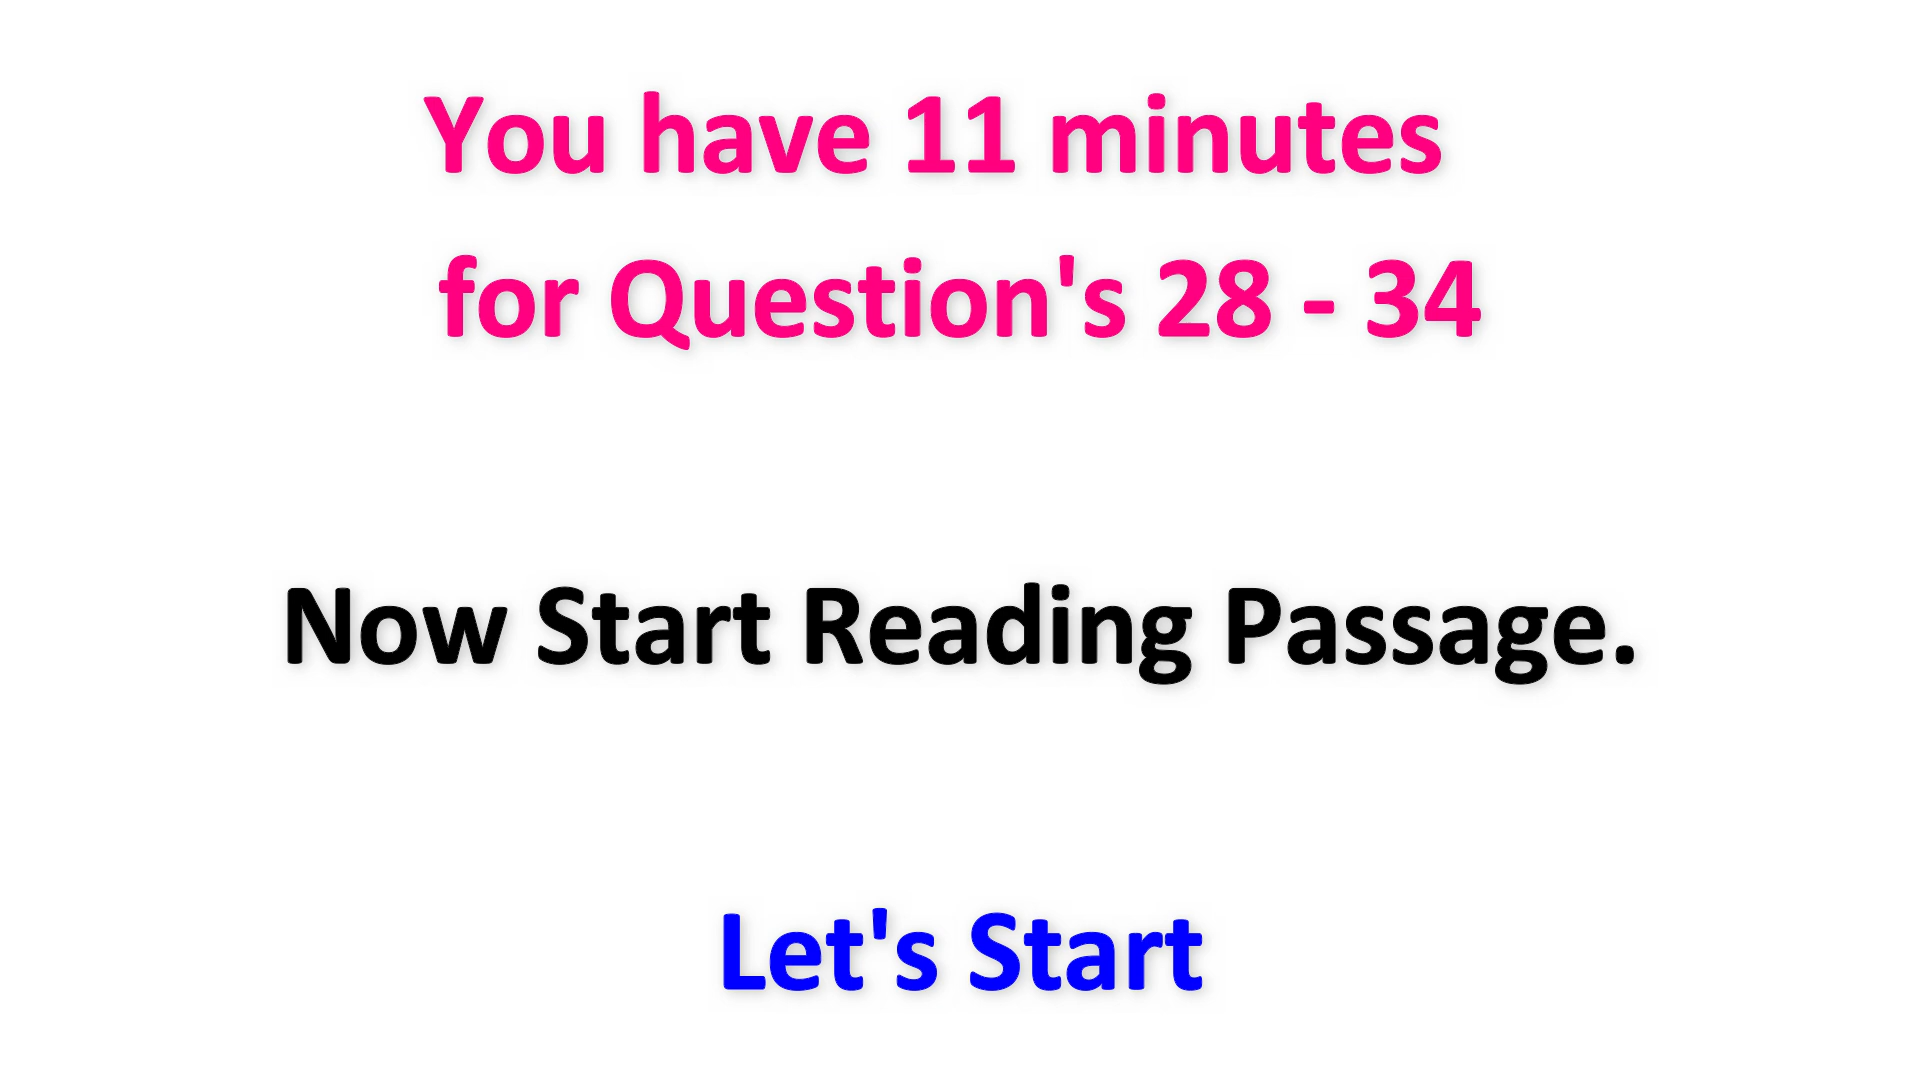 You have 11 minutes
for Question's 28 - 34
Now Start Reading Passage.
Let's Start